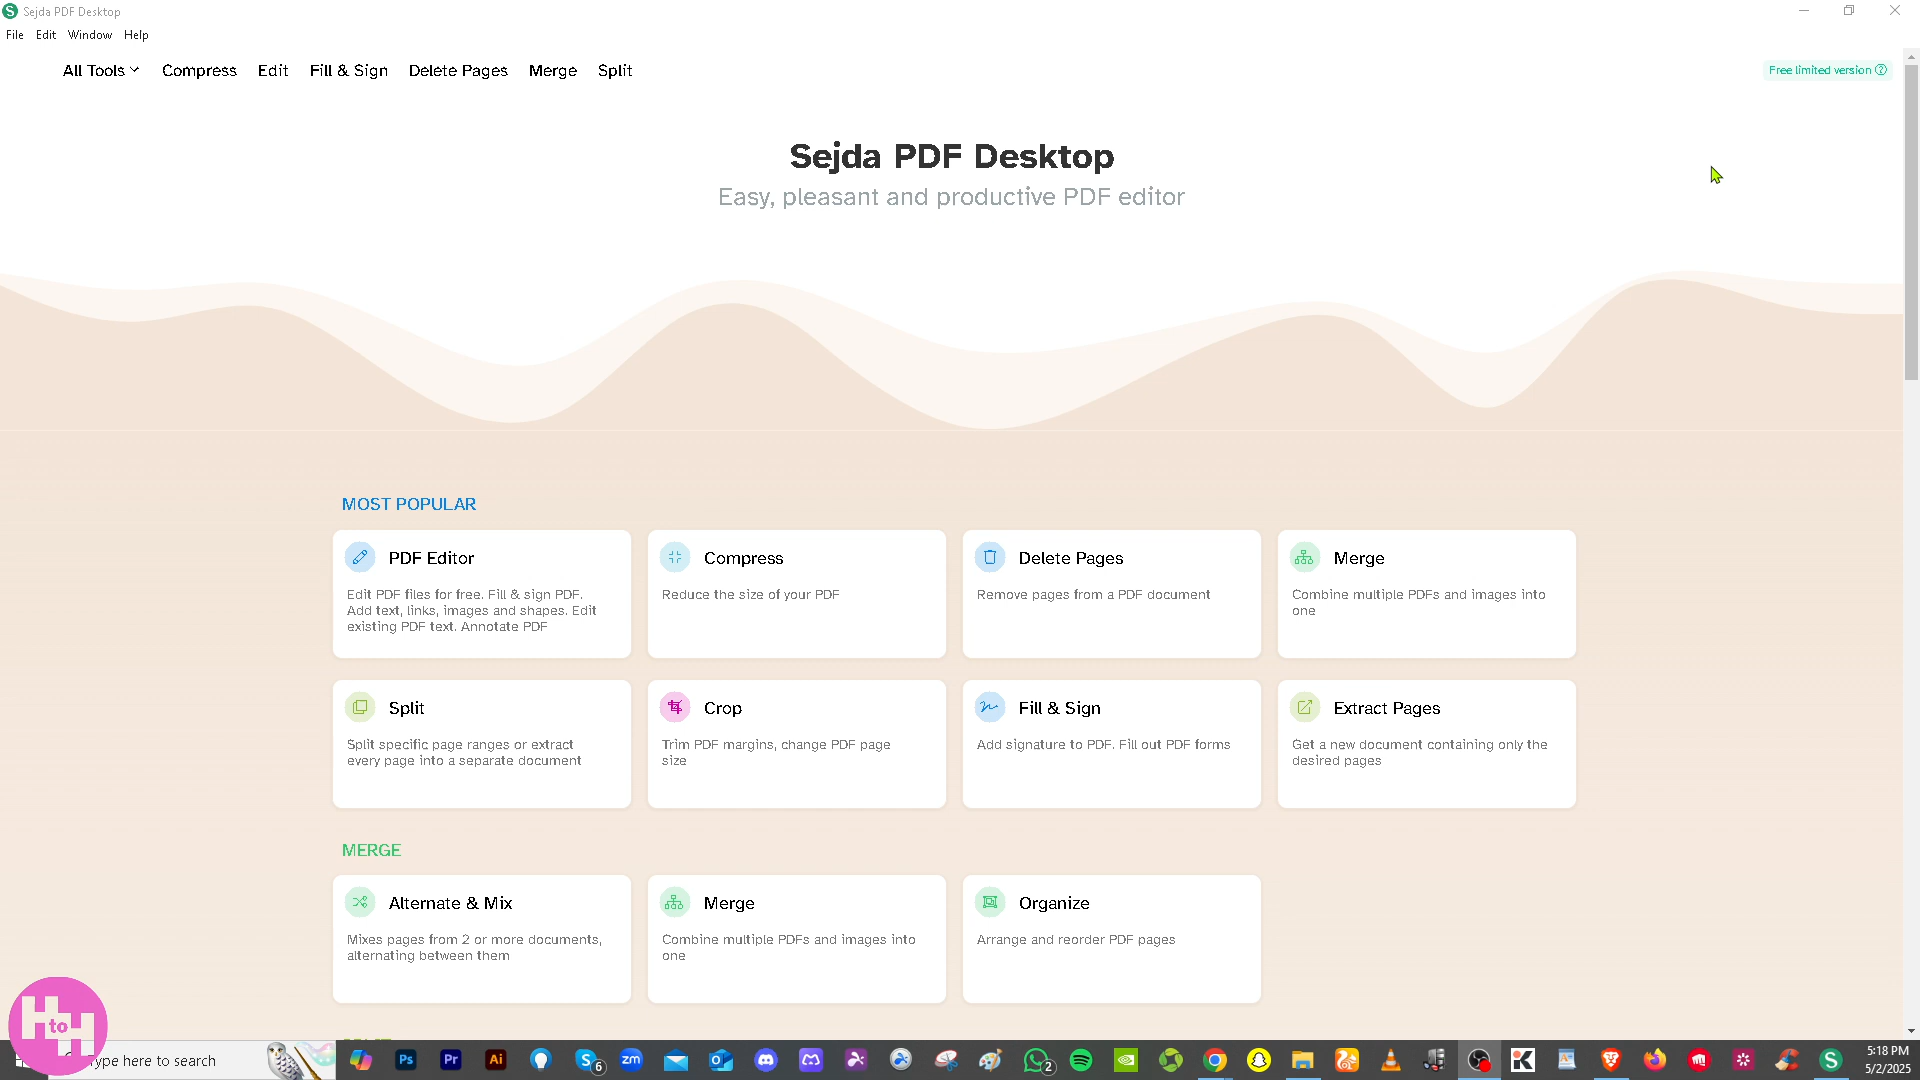 Sejda PDF Desktop
File Edit Window Help
All Tools Compress Edit Fill & Sign Delete Pages Merge Split
Free limited version
Sejda PDF Desktop
Easy, pleasant and productive PDF editor
MOST POPULAR
PDF Editor
Edit PDF files for free. Fill & sign PDF.
Add text, links, images and shapes. Edit
existing PDF text. Annotate PDF
Compress
Reduce the size of your PDF
Delete Pages
Remove pages from a PDF document
Merge
Combine multiple PDFs and images into
one
Split
Split specific page ranges or extract
every page into a separate document
Crop
Trim PDF margins, change PDF page
size
Fill & Sign
Add signature to PDF. Fill out PDF forms
Extract Pages
Get a new document containing only the
desired pages
MERGE
Alternate & Mix
Mixes pages from 2 or more documents,
alternating between them
Merge
Combine multiple PDFs and images into
one
Organize
Arrange and reorder PDF pages
H to H
Type here to search
Ps Pr Ai S 6 zm 2 K S
5:18 PM
5/2/2025